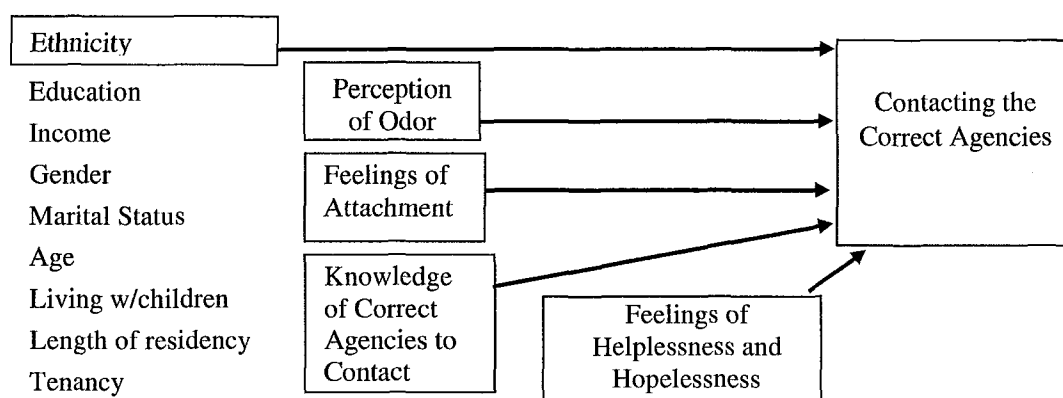 Ethnicity
Education
Income
Gender
Marital Status
Age
Living w/children
Length of residency
Tenancy
Perception
of Odor
Feelings of
Attachment
Knowledge
of Correct
Agencies to
Contact
Feelings of
Helplessness and
Hopelessness
Contacting the
Correct Agencies